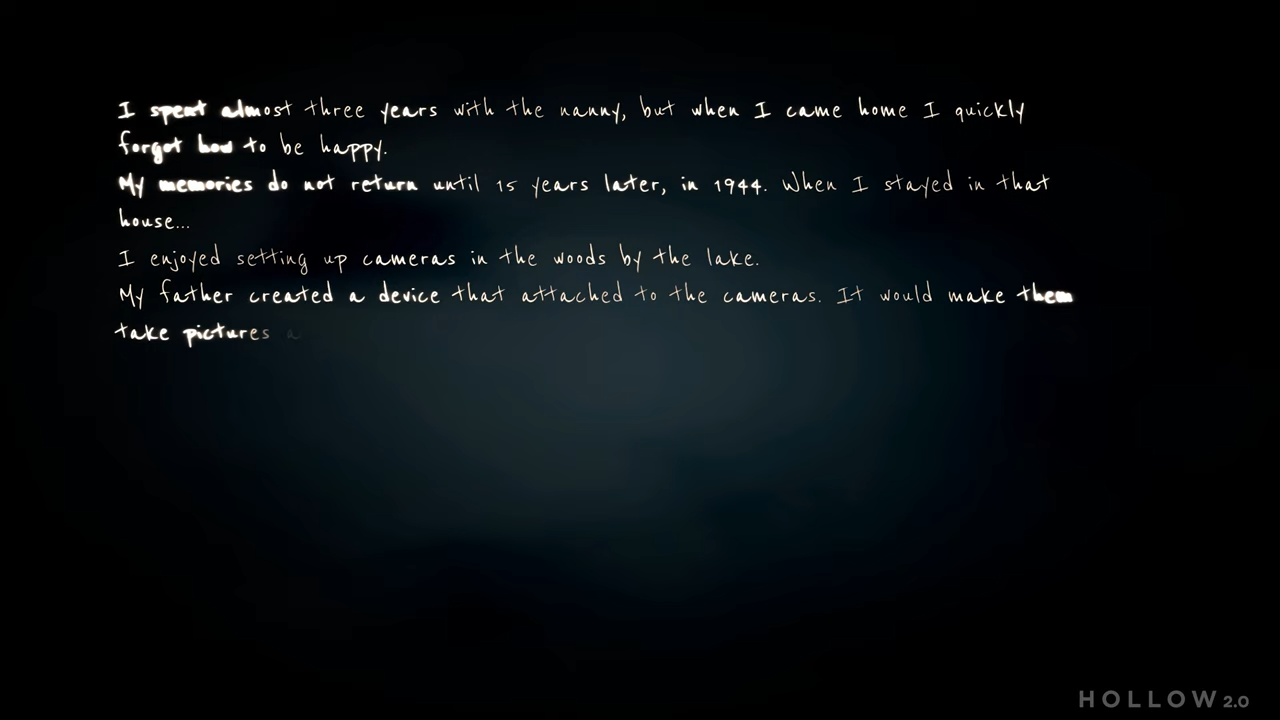 I spent almost three years with the nanny, but when I came home I quickly
forgot how to be happy.
My memories do not return until 15 years later, in 1944. When I stayed in that
house...
I enjoyed setting up cameras in the woods by the lake.
My father created a device that attached to the cameras. It would make them
take pictures a
HOLLOW 2.0